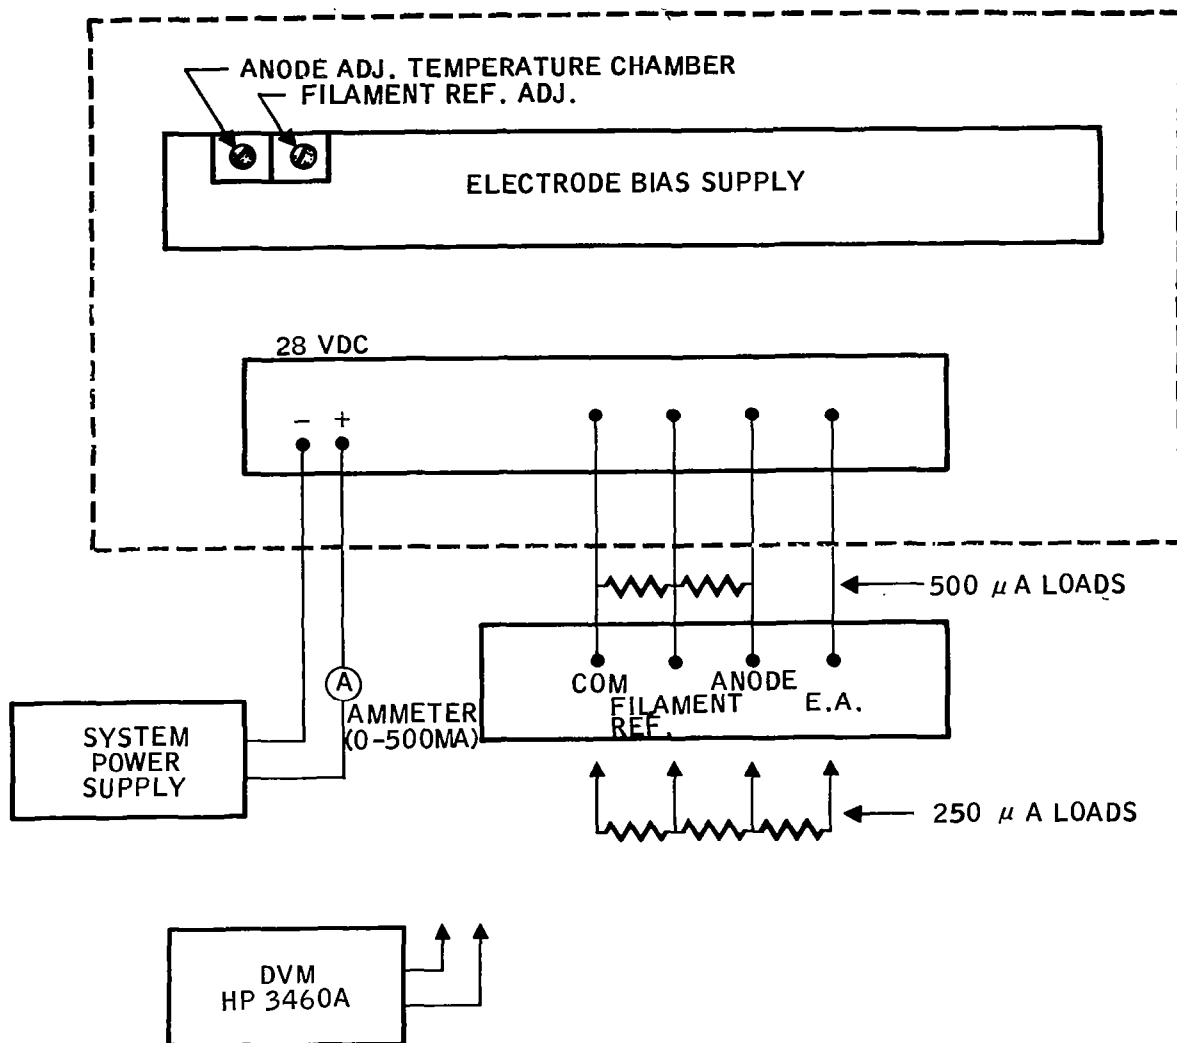 ANODE ADJ. TEMPERATURE CHAMBER
FILAMENT REF. ADJ.
ELECTRODE BIAS SUPPLY
28 VDC
- +
500 μA LOADS
COM
FILAMENT
REF.
ANODE
E.A.
A
AMMETER
(0-500MA)
SYSTEM
POWER
SUPPLY
250 μA LOADS
DVM
HP 3460A